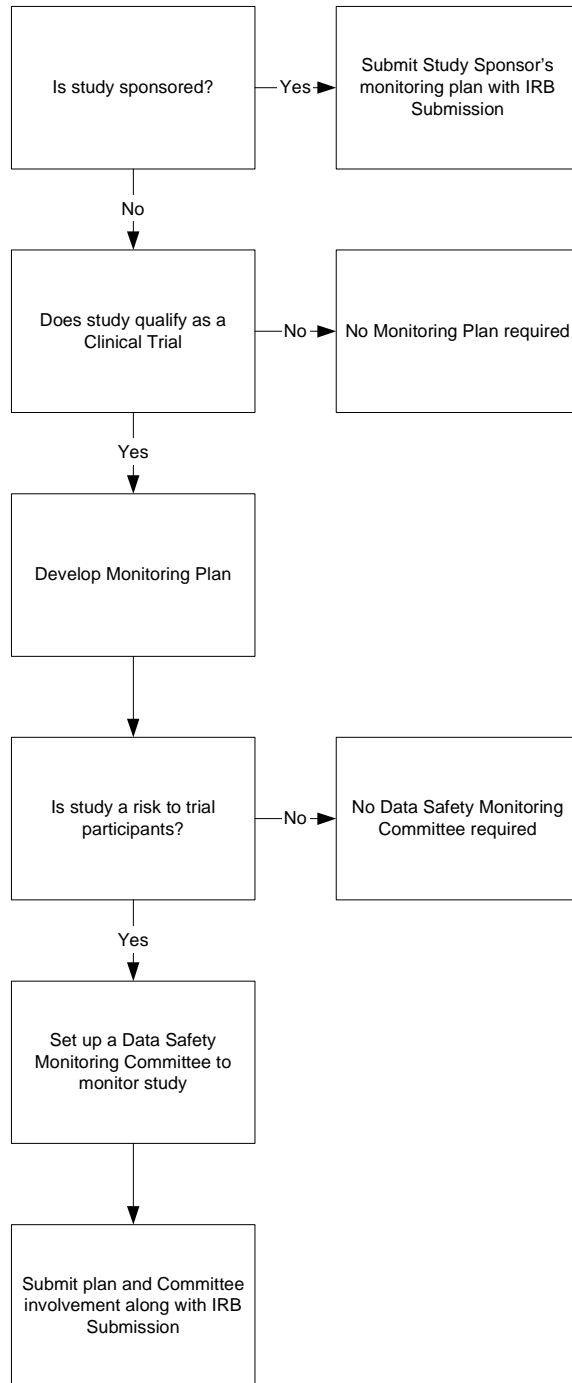 Is study sponsored?
Yes
Submit Study Sponsor’s
monitoring plan with IRB
Submission
No
Does study qualify as a
Clinical Trial
No
No Monitoring Plan required
Yes
Develop Monitoring Plan
Is study a risk to trial
participants?
No
No Data Safety Monitoring
Committee required
Yes
Set up a Data Safety
Monitoring Committee to
monitor study
Submit plan and Committee
involvement along with IRB
Submission